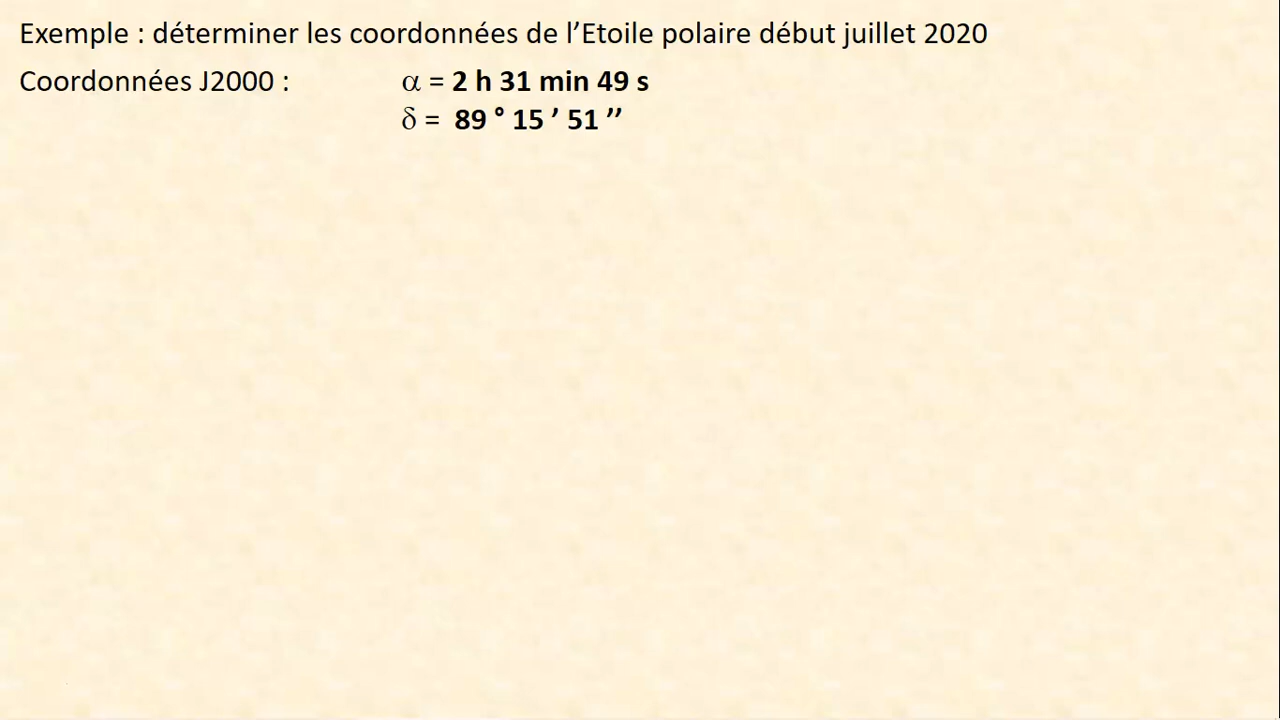 Exemple : déterminer les coordonnées de l’Etoile polaire début juillet 2020
Coordonnées J2000 : α = 2 h 31 min 49 s
δ = 89 ° 15 ’ 51 ’’